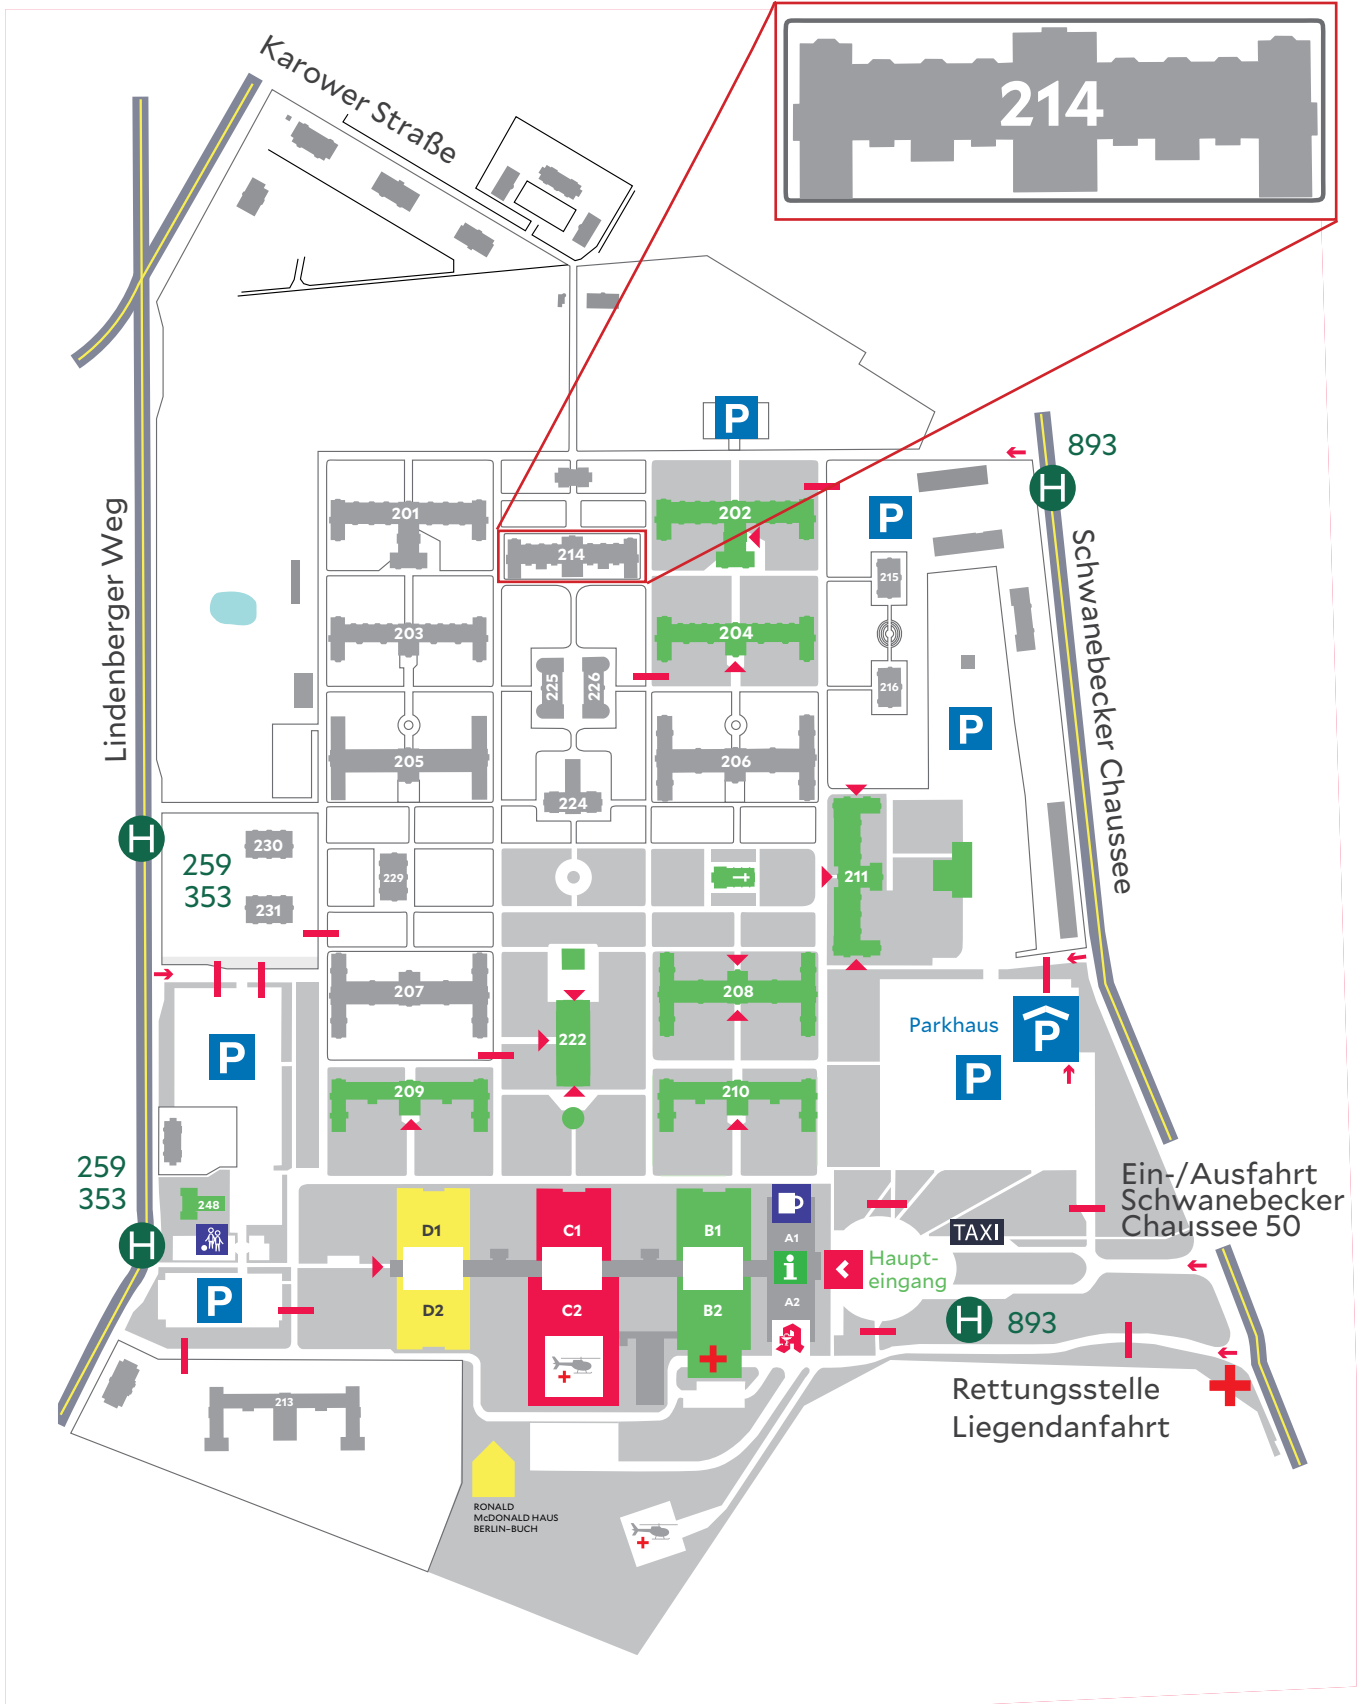 214
Karower Straße
P
893
H
Lindenberger Weg
Schwanebecker Chaussee
201
202
P
214
215
203
204
225
226
216
P
205
206
224
H
259
353
230
231
229
211
207
208
222
Parkhaus
P
P
P
209
210
259
353
248
H
Ein-/Ausfahrt
Schwanebecker
Chaussee 50
D1
C1
B1
A1
TAXI
i
Haupt-
eingang
D2
C2
B2
A2
P
H
893
Rettungsstelle
Liegendanfahrt
213
RONALD
McDONALD HAUS
BERLIN-BUCH